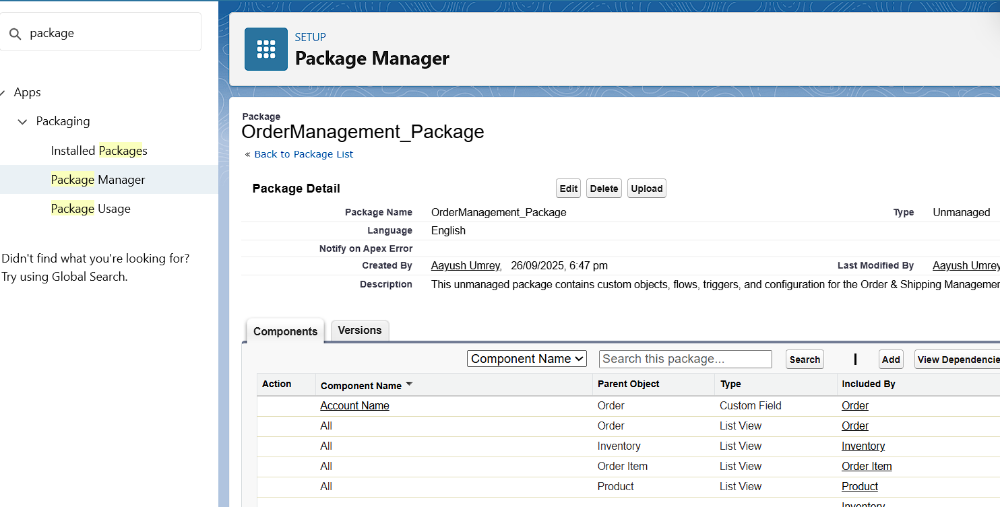 package
Apps
Packaging
Installed Packages
Package Manager
Package Usage
Didn't find what you're looking for?
Try using Global Search.
SETUP
Package Manager
Package
OrderManagement_Package
« Back to Package List
Package Detail Edit Delete Upload
Package Name OrderManagement_Package Type Unmanaged
Language English
Notify on Apex Error
Created By Aayush Umrey, 26/09/2025, 6:47 pm Last Modified By Aayush Umrey
Description This unmanaged package contains custom objects, flows, triggers, and configuration for the Order & Shipping Managemen
Components Versions
Component Name Search this package... Search Add View Dependencie
Action Component Name Parent Object Type Included By
Account Name Order Custom Field Order
All Order List View Order
All Inventory List View Inventory
All Order Item List View Order Item
All Product List View Product
Inventory